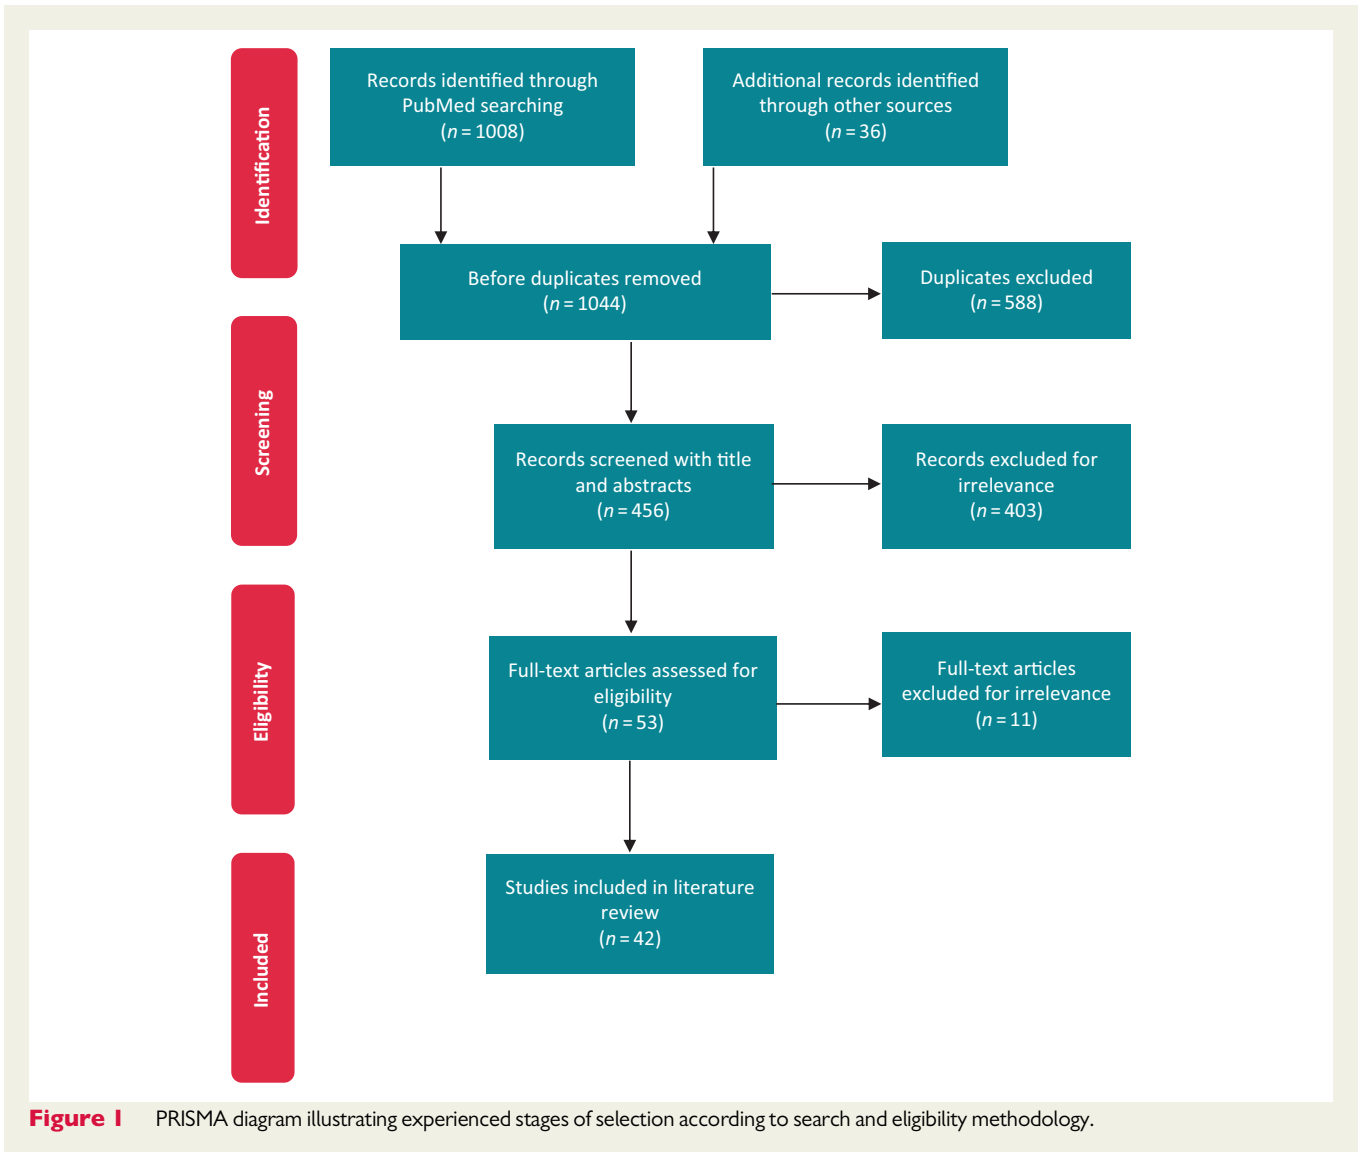 Identification
Records identified through
PubMed searching
(n = 1008)
Additional records identified
through other sources
(n = 36)
Before duplicates removed
(n = 1044)
Duplicates excluded
(n = 588)
Screening
Records screened with title
and abstracts
(n = 456)
Records excluded for
irrelevance
(n = 403)
Eligibility
Full-text articles assessed for
eligibility
(n = 53)
Full-text articles
excluded for irrelevance
(n = 11)
Included
Studies included in literature
review
(n = 42)
Figure 1 PRISMA diagram illustrating experienced stages of selection according to search and eligibility methodology.